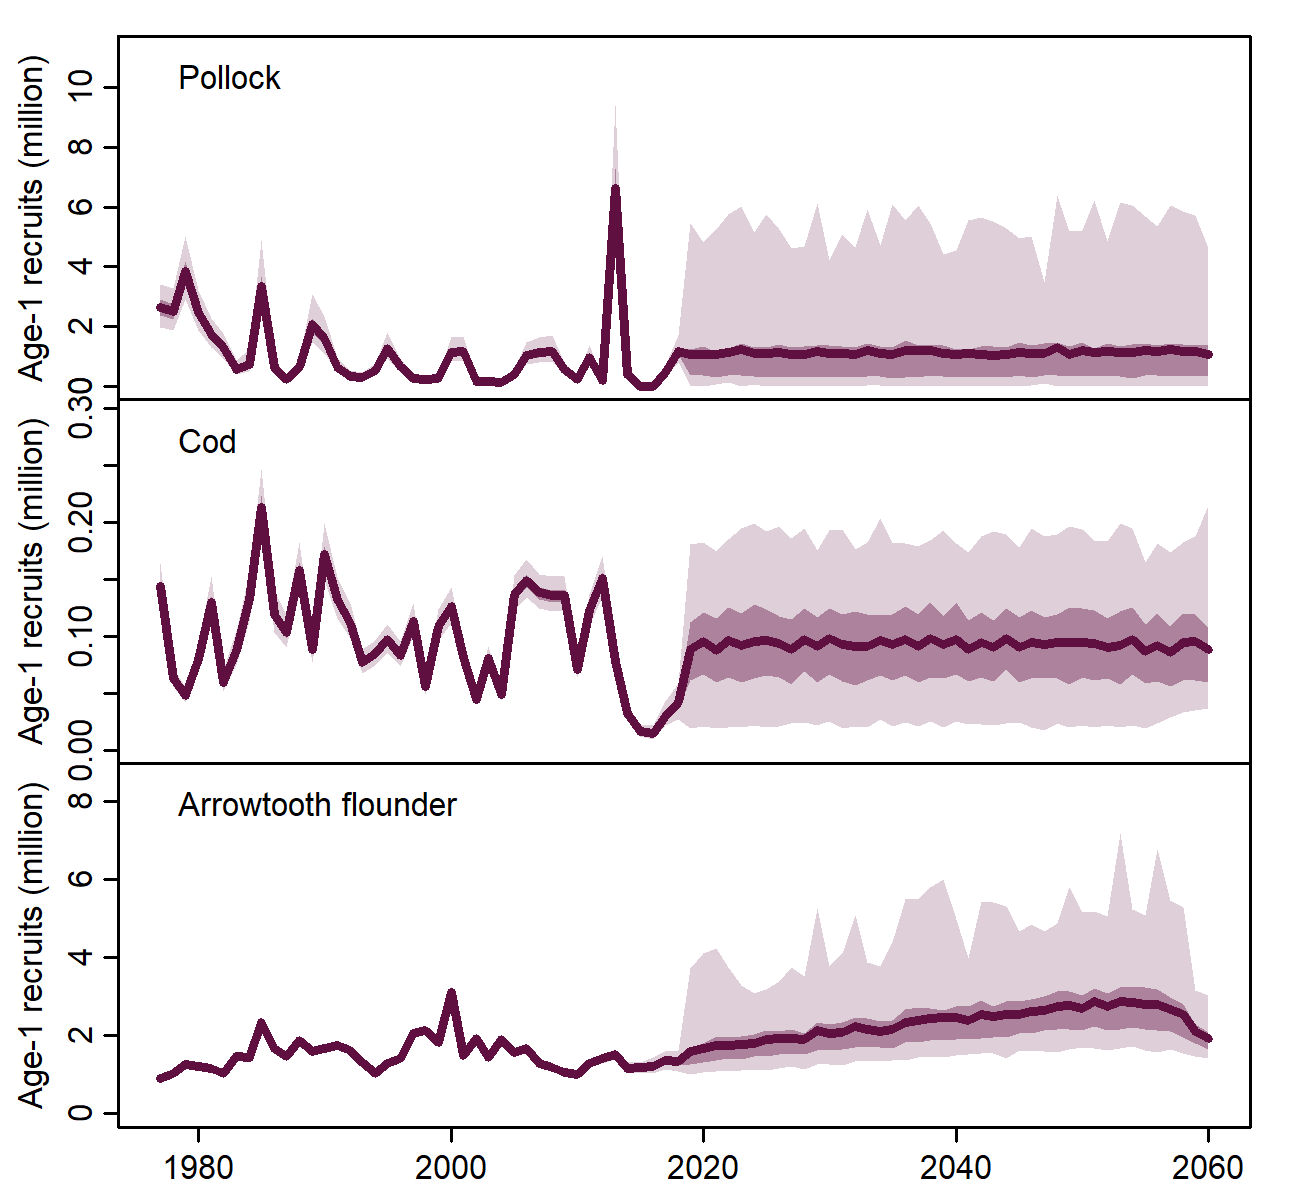 Pollock
Age-1 recruits (million)
10
8
6
4
2
0
Cod
Age-1 recruits (million)
0.30
0.20
0.10
0.00
Arrowtooth flounder
Age-1 recruits (million)
8
6
4
2
0
1980 2000 2020 2040 2060